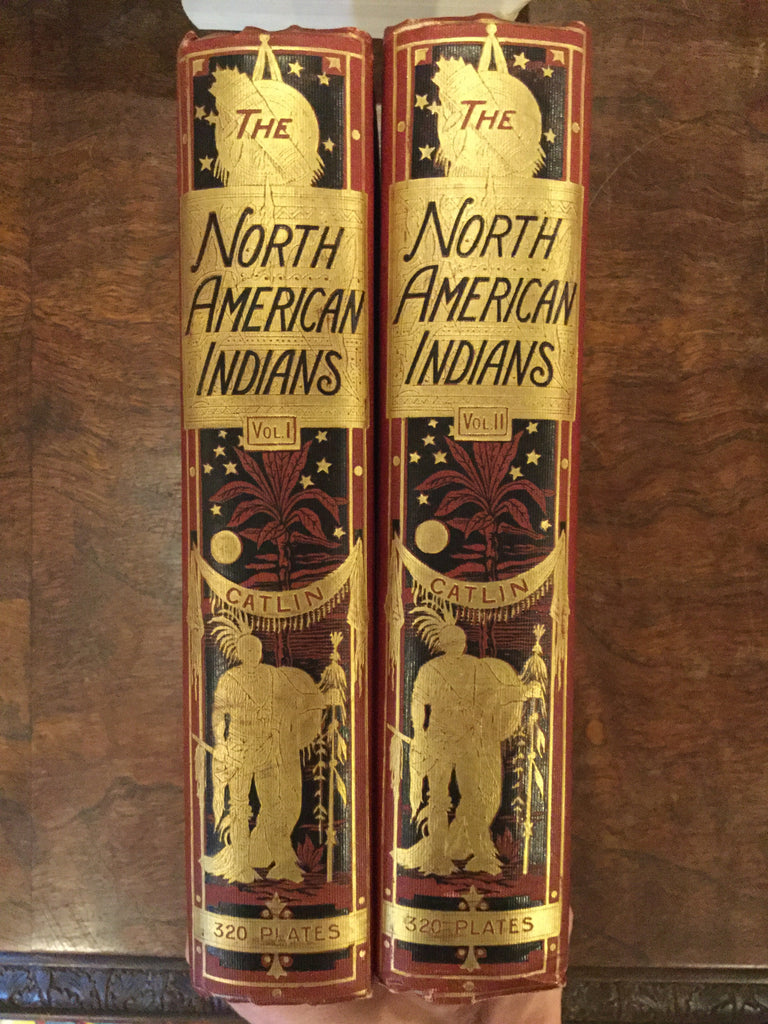 THE
NORTH
AMERICAN
INDIANS
VOL. I
CATLIN
320 PLATES
THE
NORTH
AMERICAN
INDIANS
VOL. II
CATLIN
320 PLATES